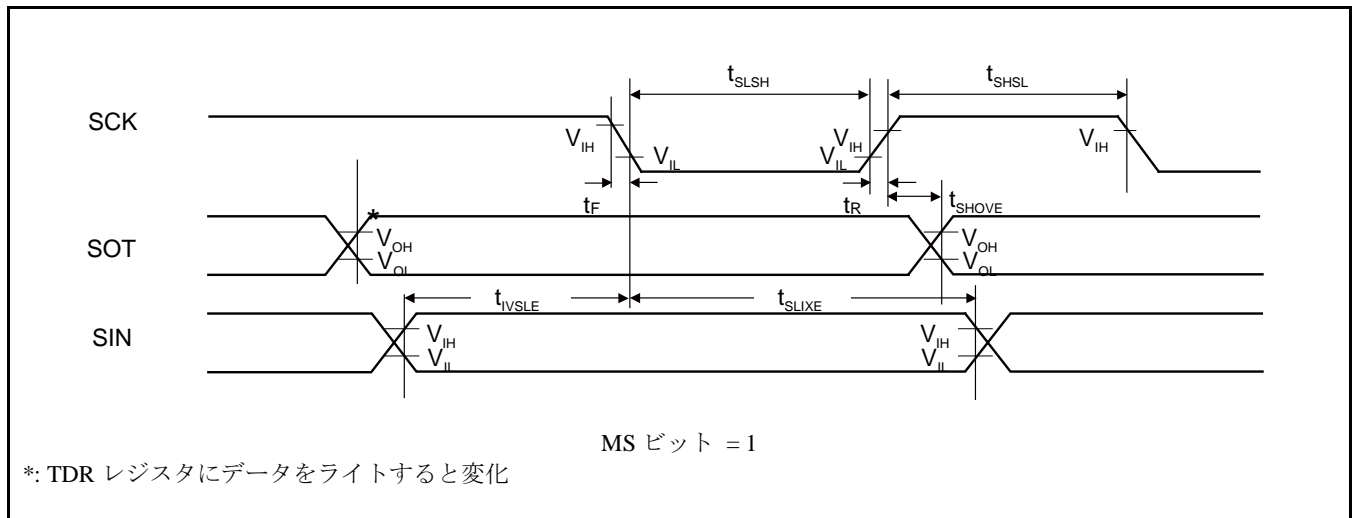 tSLSH tSHSL
SCK
VIH VIL VIH VIL VIH
tF tR tSHOVE
*
SOT
VOH VOL VOH VOL
tIVSLE tSLIXE
SIN
VIH VIL VIH VIL
MS ビット = 1
*: TDR レジスタにデータをライトすると変化